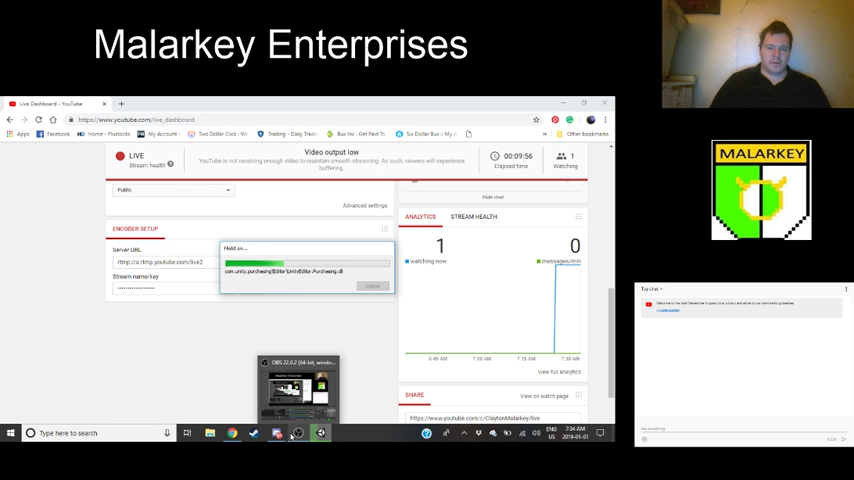 Malarkey Enterprises
Live Dashboard - YouTube
https://www.youtube.com/live_dashboard
Apps
Facebook
Home - Plustocks
My Account -
Two Dollar Click: W
Trading - Daily Trade
Bux Inc : Get Paid To
Six Dollar Bux :: My A
Other bookmarks
LIVE
Stream health
Video output low
YouTube is not receiving enough video to maintain smooth streaming. As such, viewers will experience
buffering.
00:09:56
Elapsed time
1
Watching
Public
Advanced settings
Hide chat
ENCODER SETUP
Server URL
rtmp://a.rtmp.youtube.com/live2
Stream name/key
Hold on...
com.unity.purchasing\Editor\UnityEditor.Purchasing.dll
Cancel
ANALYTICS
STREAM HEALTH
1
watching now
0
messages/min
6:45 AM
7:15 AM
7:30 AM
View full analytics
SHARE
View on watch page
https://www.youtube.com/c/ClaytonMalarkey/live
OBS 22.0.2 (64-bit, windo...
Type here to search
ENG
US
7:34 AM
2019-01-01
MALARKEY
Top chat
LEARN MORE
Say something...
0/200